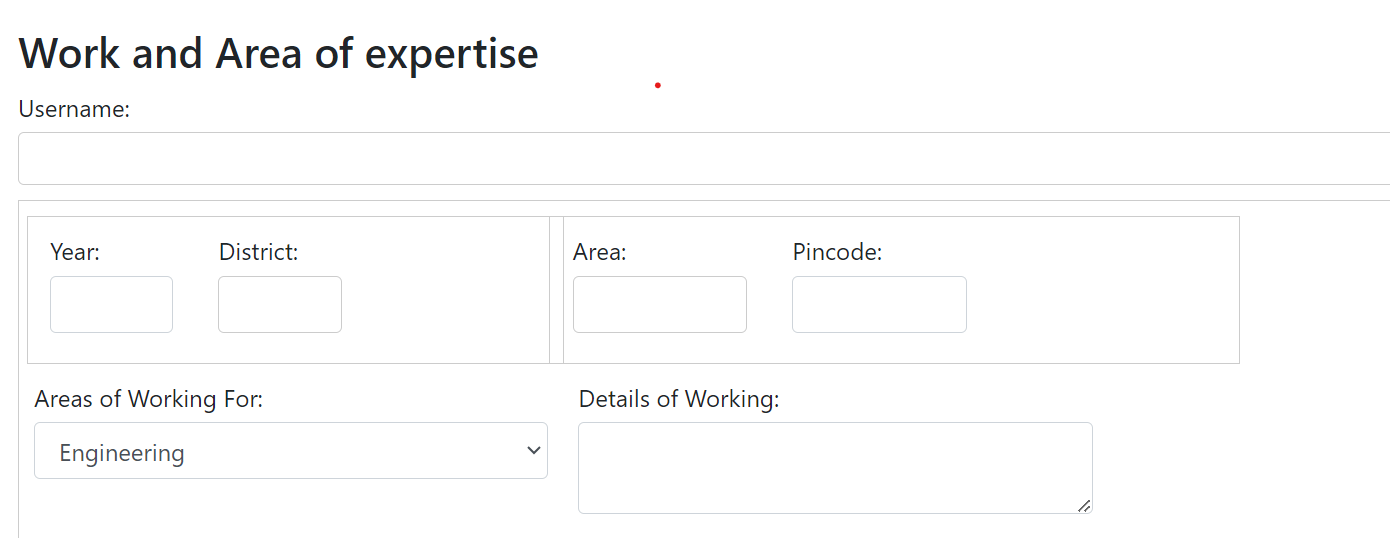 Work and Area of expertise
Username:
Year: District: Area: Pincode:
Areas of Working For: Details of Working:
Engineering